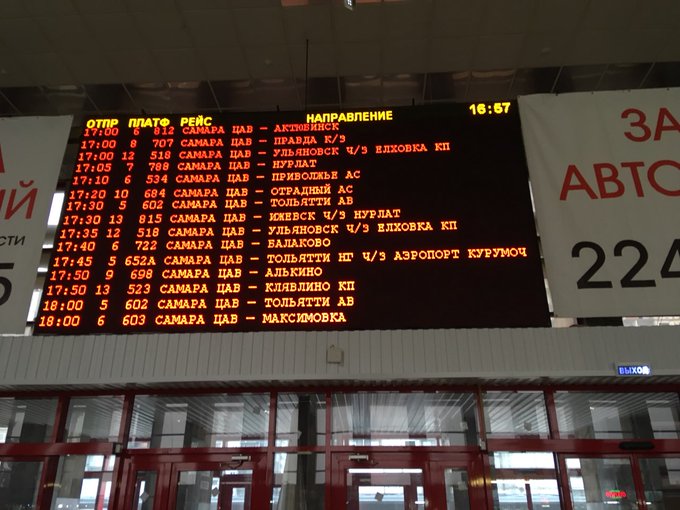 ОТПР ПЛАТФ РЕЙС НАПРАВЛЕНИЕ 16:57
17:00 6 812 САМАРА ЦАВ — АКТЮБИНСК
17:00 8 707 САМАРА ЦАВ — ПРАВДА К/З
17:00 12 518 САМАРА ЦАВ — УЛЬЯНОВСК Ч/З ЕЛХОВКА КП
17:05 7 788 САМАРА ЦАВ — НУРЛАТ
17:10 6 534 САМАРА ЦАВ — ПРИВОЛЖЬЕ АС
17:20 10 684 САМАРА ЦАВ — ОТРАДНЫЙ АС
17:30 5 602 САМАРА ЦАВ — ТОЛЬЯТТИ АВ
17:30 13 815 САМАРА ЦАВ — ИЖЕВСК Ч/З НУРЛАТ
17:35 12 518 САМАРА ЦАВ — УЛЬЯНОВСК Ч/З ЕЛХОВКА КП
17:40 6 722 САМАРА ЦАВ — БАЛАКОВО
17:45 5 652А САМАРА ЦАВ — ТОЛЬЯТТИ НГ Ч/З АЭРОПОРТ КУРУМОЧ
17:50 9 698 САМАРА ЦАВ — АЛЬКИНО
17:50 13 523 САМАРА ЦАВ — КЛЯВЛИНО КП
18:00 5 602 САМАРА ЦАВ — ТОЛЬЯТТИ АВ
18:00 6 603 САМАРА ЦАВ — МАКСИМОВКА
ЗА
АВТО
224
ВЫХОД